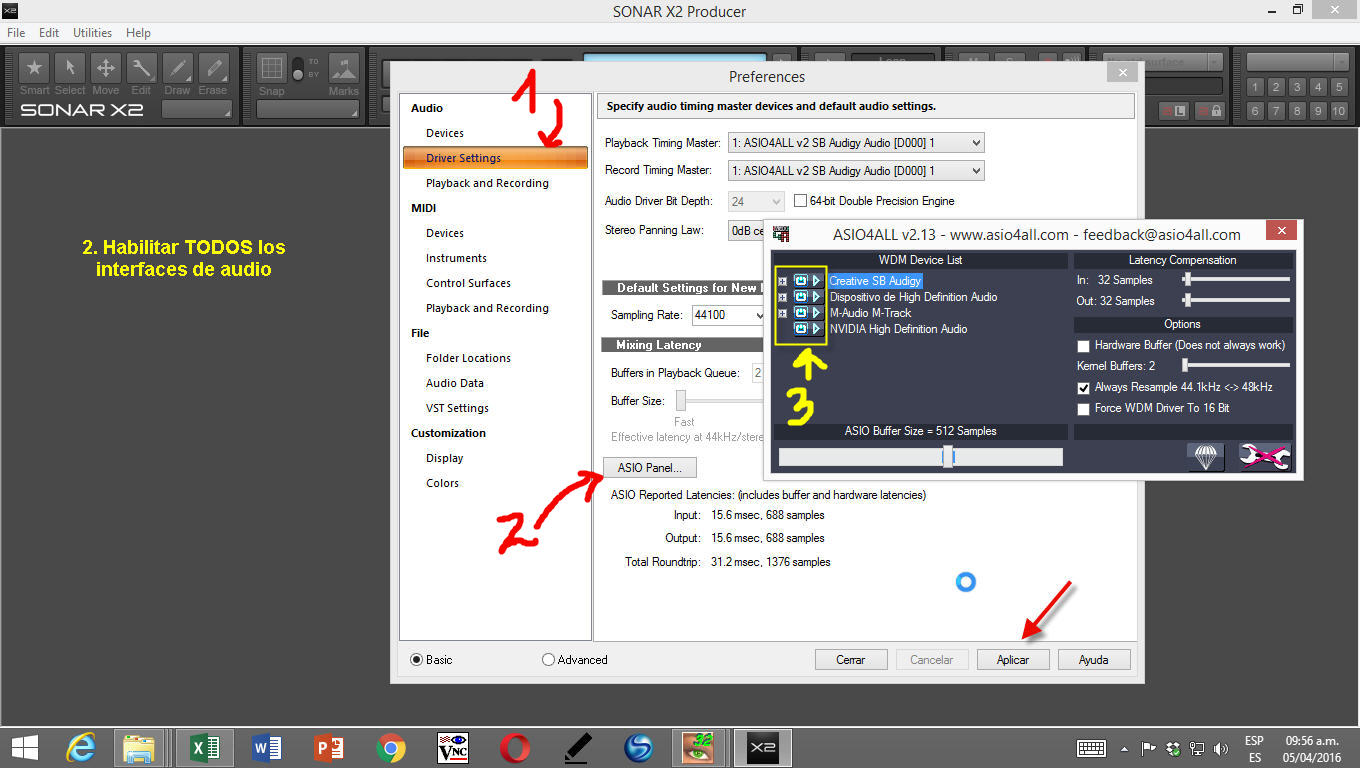 X2
SONAR X2 Producer
File Edit Utilities Help
Smart Select Move Edit Draw Erase
Snap
TO
BY
Marks
SONAR X2
1 2 3 4 5
6 7 8 9 10
L
Preferences
1
Audio
Devices
Driver Settings
Playback and Recording
MIDI
Devices
Instruments
Control Surfaces
Playback and Recording
File
Folder Locations
Audio Data
VST Settings
Customization
Display
Colors
2. Habilitar TODOS los
interfaces de audio
Specify audio timing master devices and default audio settings.
Playback Timing Master: 1: ASIO4ALL v2 SB Audigy Audio [D000] 1
Record Timing Master: 1: ASIO4ALL v2 SB Audigy Audio [D000] 1
Audio Driver Bit Depth: 24 64-bit Double Precision Engine
Stereo Panning Law: 0dB ce
Default Settings for New
Sampling Rate: 44100
Mixing Latency
Buffers in Playback Queue: 2
Buffer Size:
Fast
Effective latency at 44kHz/stere
ASIO Panel...
2
ASIO Reported Latencies: (includes buffer and hardware latencies)
Input: 15.6 msec, 688 samples
Output: 15.6 msec, 688 samples
Total Roundtrip: 31.2 msec, 1376 samples
ASIO4ALL v2.13 - www.asio4all.com - feedback@asio4all.com
WDM Device List
Creative SB Audigy
Dispositivo de High Definition Audio
M-Audio M-Track
NVIDIA High Definition Audio
3
ASIO Buffer Size = 512 Samples
Latency Compensation
In: 32 Samples
Out: 32 Samples
Options
Hardware Buffer (Does not always work)
Kernel Buffers: 2
Always Resample 44.1kHz <-> 48kHz
Force WDM Driver To 16 Bit
Basic Advanced
Cerrar Cancelar Aplicar Ayuda
VNC
X2
ESP
ES
09:56 a.m.
05/04/2016